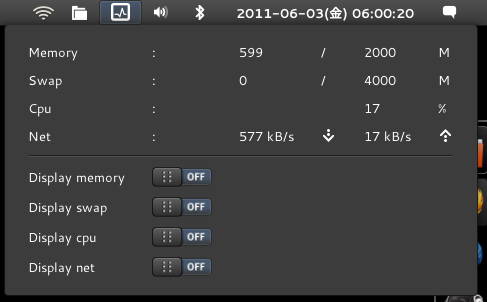 2011-06-03(金) 06:00:20
Memory : 599 / 2000 M
Swap : 0 / 4000 M
Cpu : 17 %
Net : 577 kB/s 17 kB/s
Display memory OFF
Display swap OFF
Display cpu OFF
Display net OFF